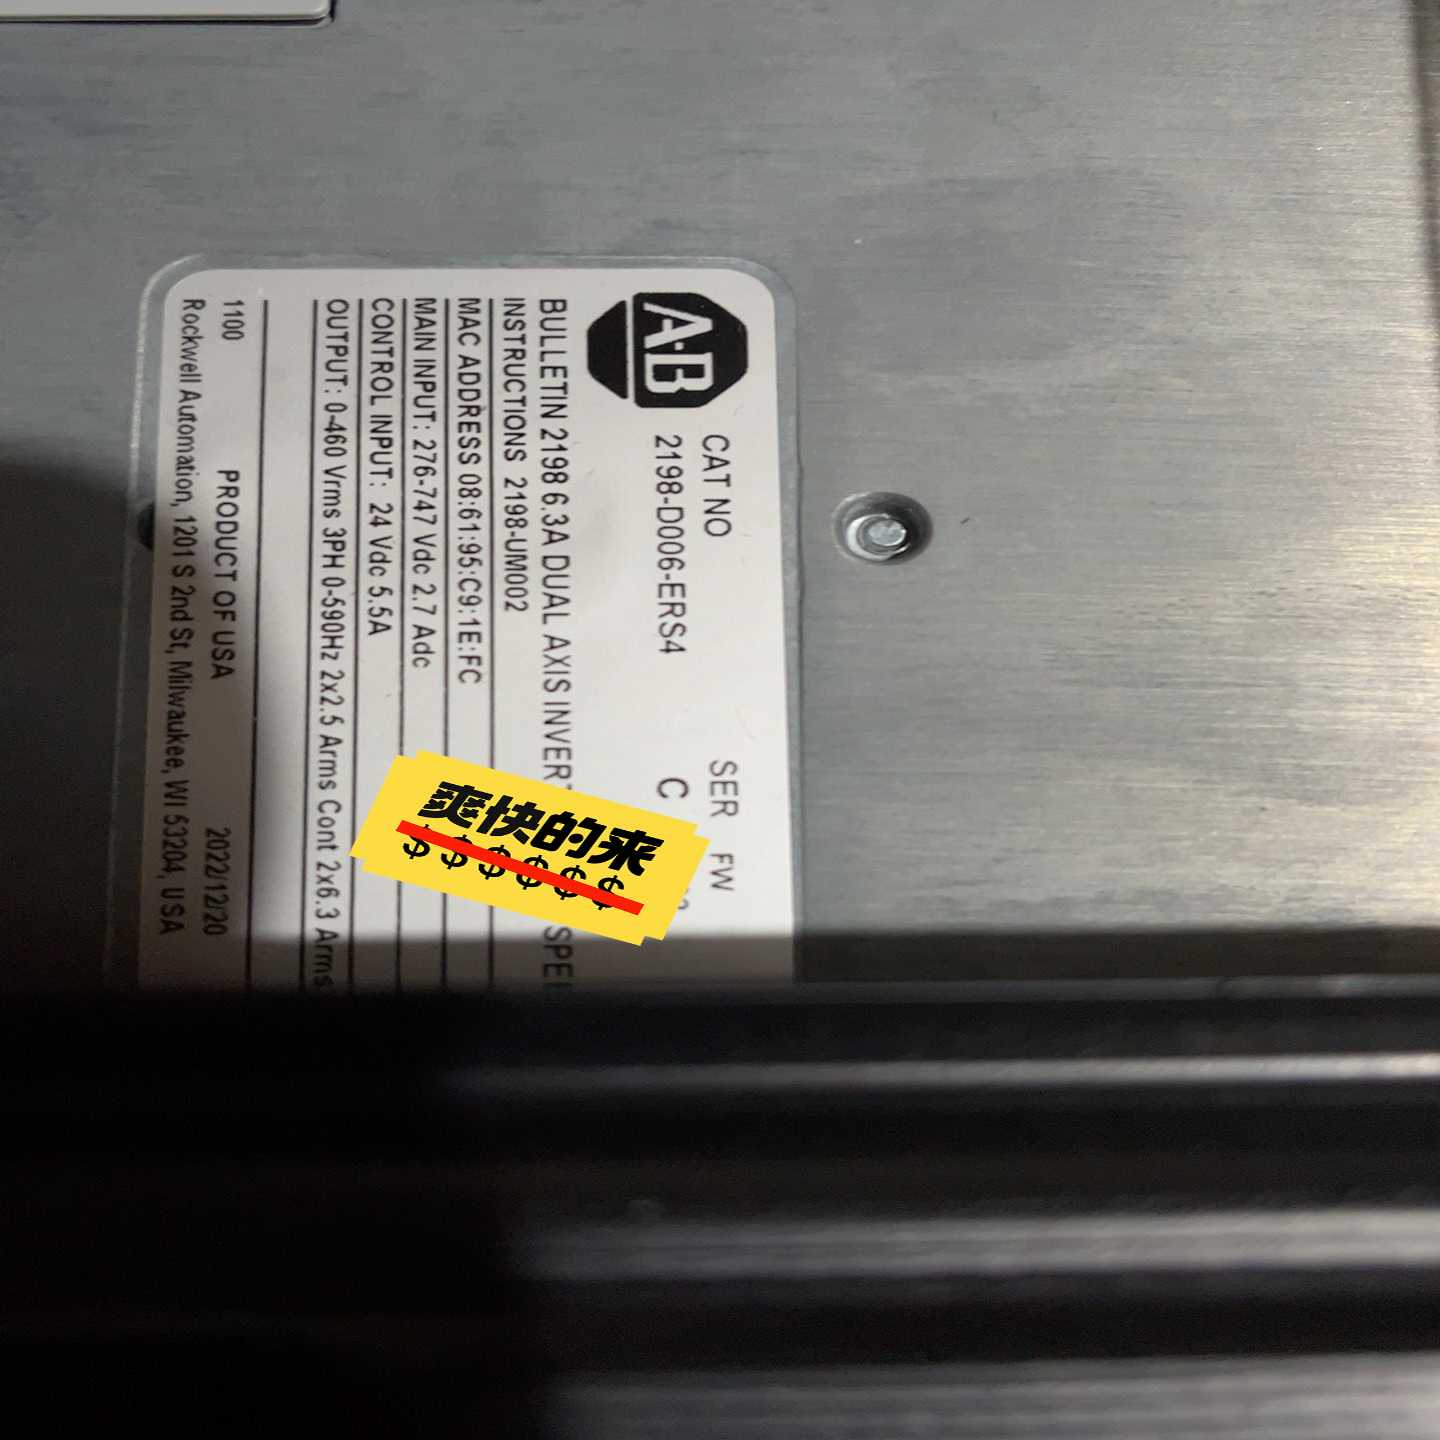 A-B
CAT NO SER FW
2198-D006-ERS4 C
BULLETIN 2198 6.3A DUAL AXIS
INSTRUCTIONS 2198-UM002
MAC ADDRESS 08:61:95:C9:1E:FC
MAIN INPUT: 276-747 Vdc 2.7 Adc
CONTROL INPUT: 24 Vdc 5.5A
OUTPUT: 0-460 Vrms 3PH 0-590Hz 2x2.5 Arms Cont 2x6.3 Arms
1100 PRODUCT OF USA 2022/12/20
Rockwell Automation, 1201 S 2nd St, Milwaukee, WI 53204, USA
爽快的来
$$$$$$